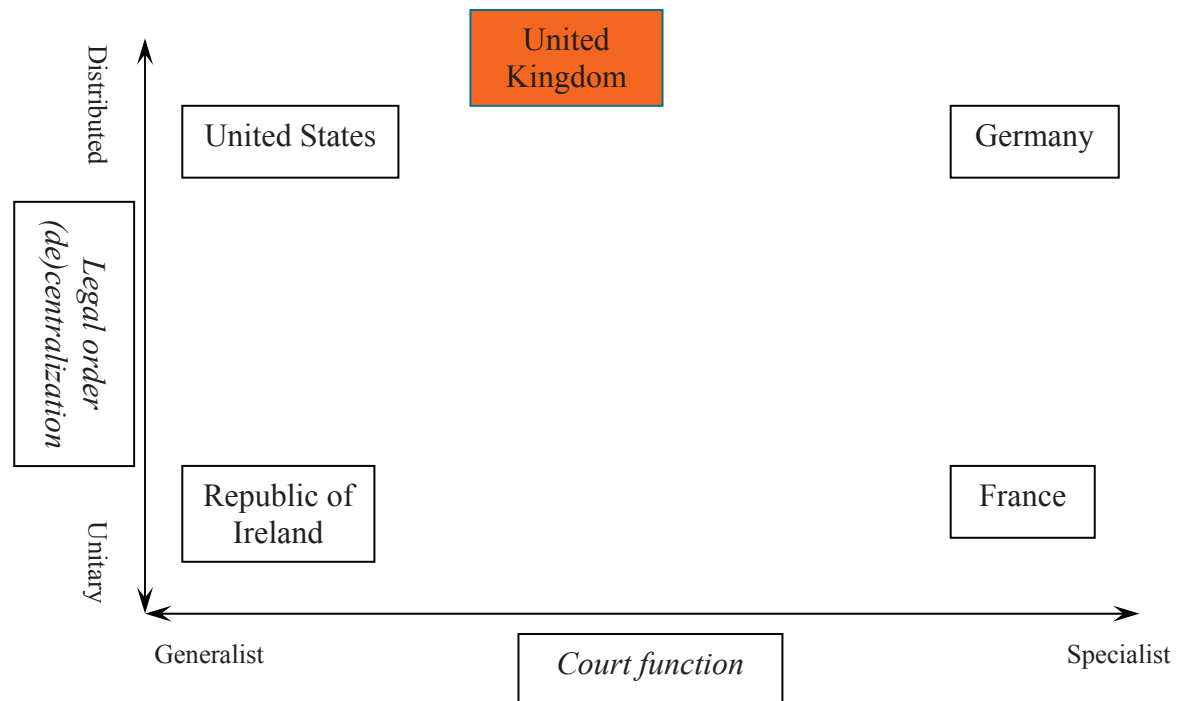 United
Kingdom
Distributed
United States
Germany
Legal order
(de)centralization
Republic of
Ireland
France
Unitary
Generalist
Court function
Specialist